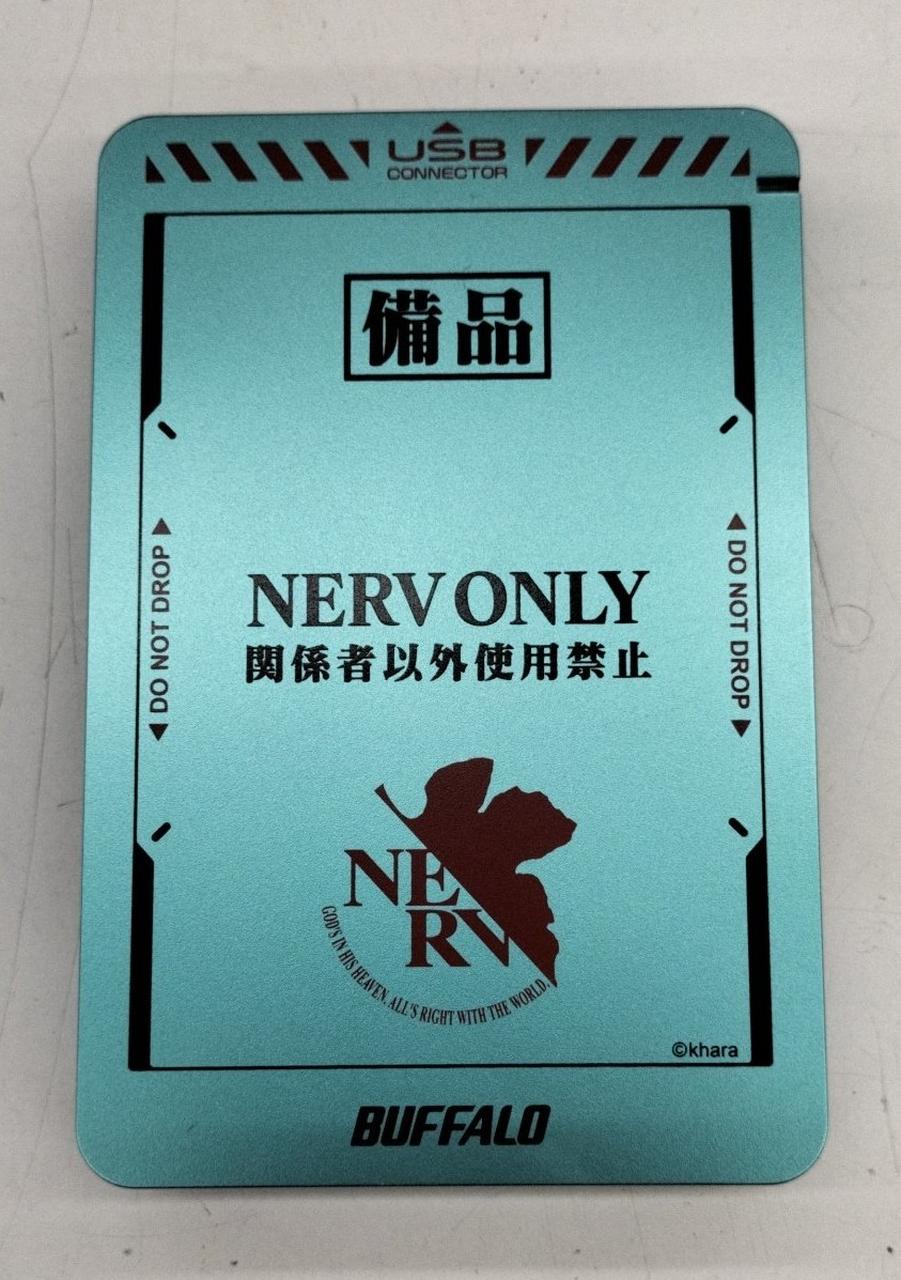 USB
CONNECTOR
備品
DO NOT DROP
DO NOT DROP
NERV ONLY
関係者以外使用禁止
NERV
GOD'S IN HIS HEAVEN. ALL'S RIGHT WITH THE WORLD.
©khara
BUFFALO